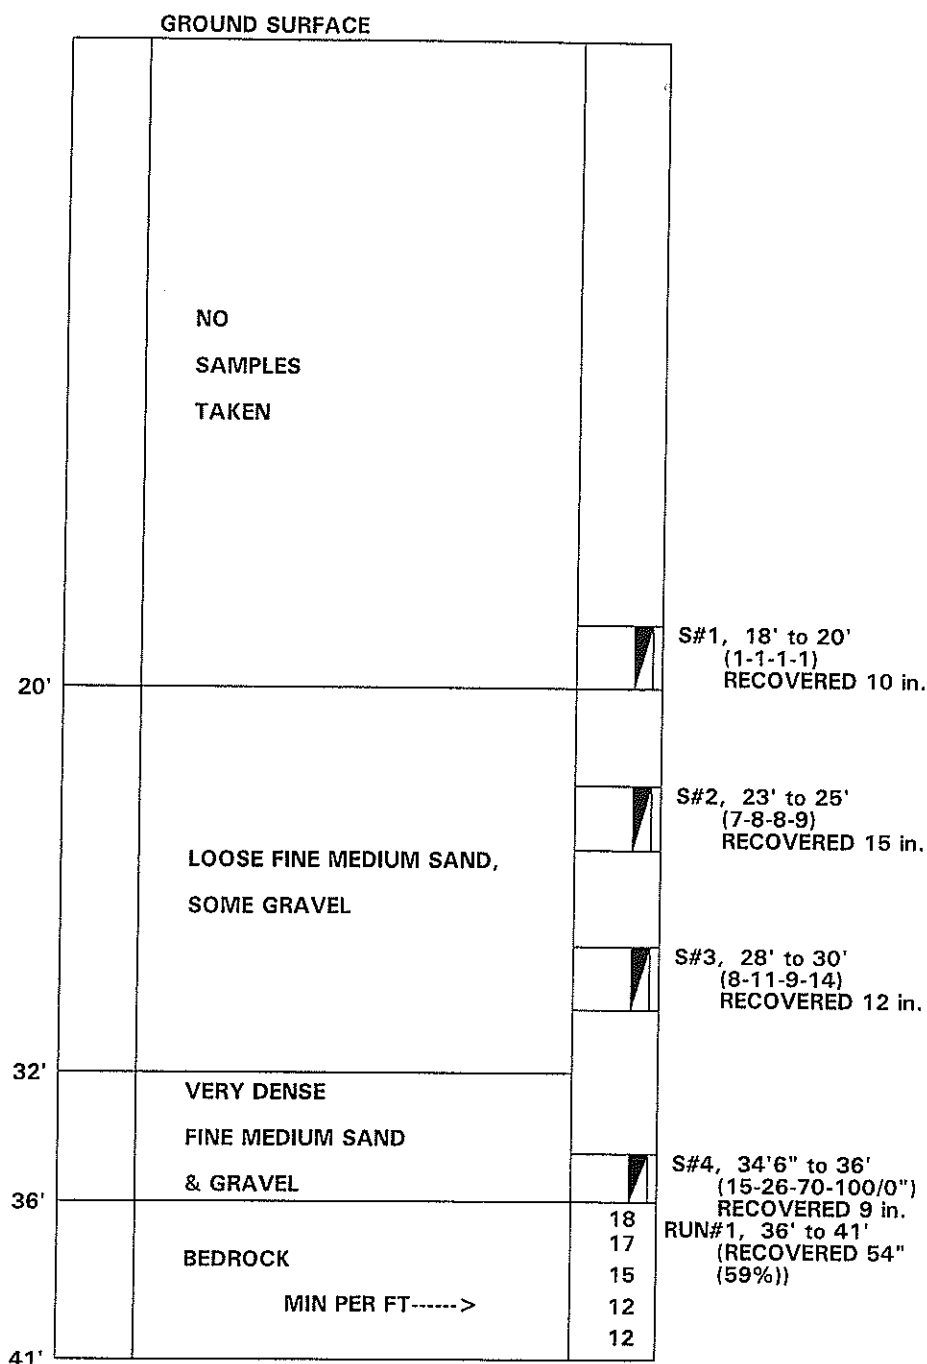 GROUND SURFACE
NO
SAMPLES
TAKEN
S#1, 18' to 20'
(1-1-1-1)
RECOVERED 10 in.
20'
S#2, 23' to 25'
(7-8-8-9)
RECOVERED 15 in.
LOOSE FINE MEDIUM SAND,
SOME GRAVEL
S#3, 28' to 30'
(8-11-9-14)
RECOVERED 12 in.
32'
VERY DENSE
FINE MEDIUM SAND
& GRAVEL
S#4, 34'6" to 36'
(15-26-70-100/0")
RECOVERED 9 in.
36'
18
RUN#1, 36' to 41'
17
(RECOVERED 54"
BEDROCK
15
(59%))
MIN PER FT------>
12
12
41'